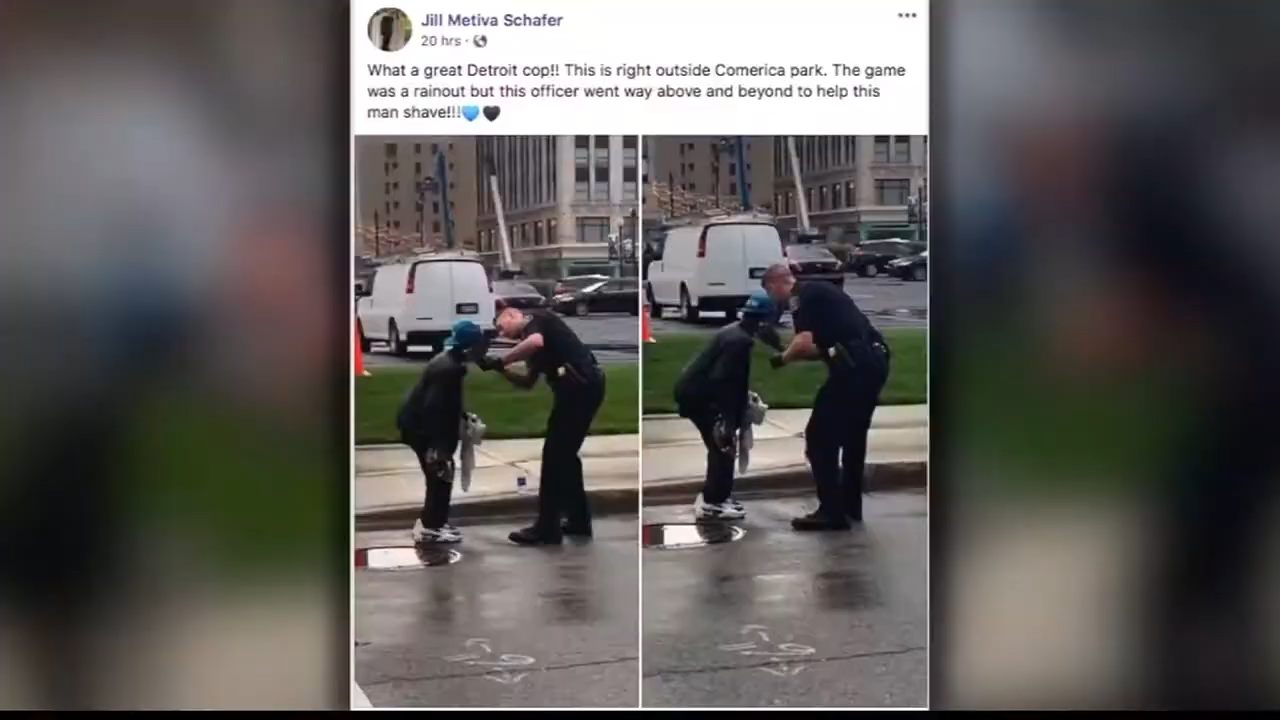 Jill Metiva Schafer
20 hrs ·
What a great Detroit cop!! This is right outside Comerica park. The game
was a rainout but this officer went way above and beyond to help this
man shave!!!💙🖤